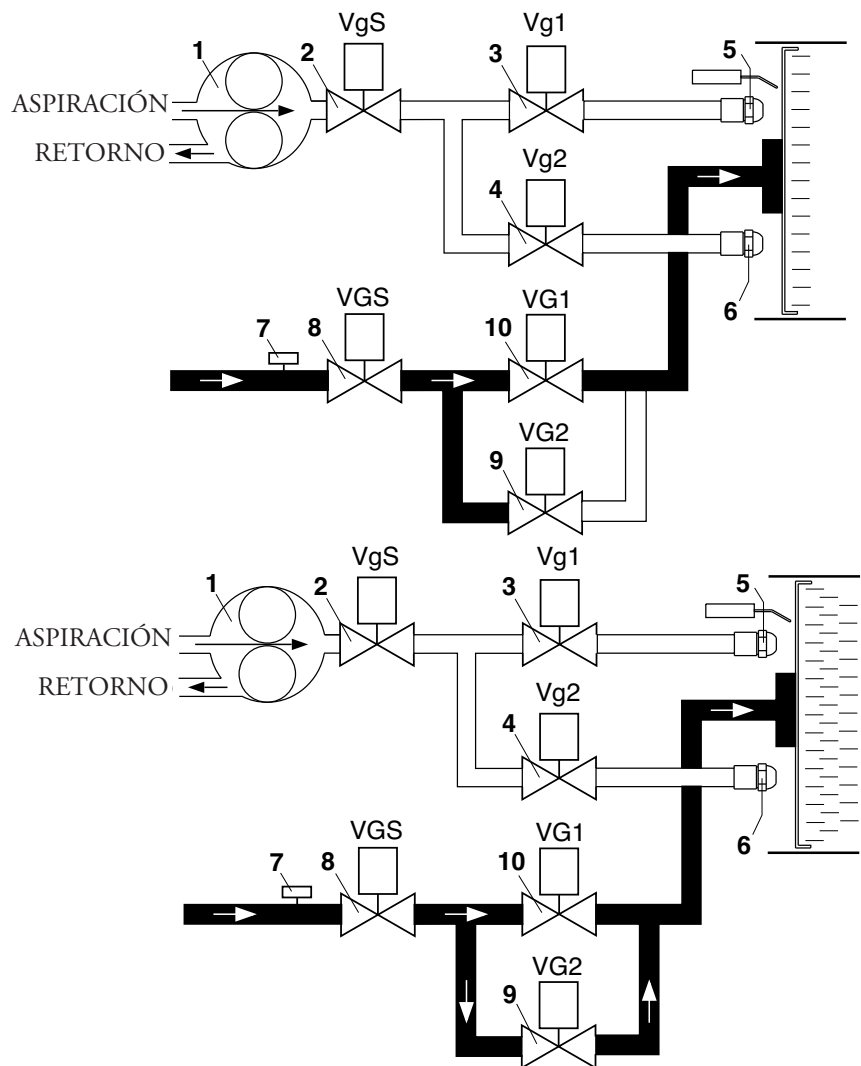 VgS Vg1
1 2 3 5
ASPIRACIÓN
RETORNO
Vg2
4
6
VGS VG1
7 8 10
VG2
9
VgS Vg1
1 2 3 5
ASPIRACIÓN
RETORNO
Vg2
4
6
VGS VG1
7 8 10
VG2
9